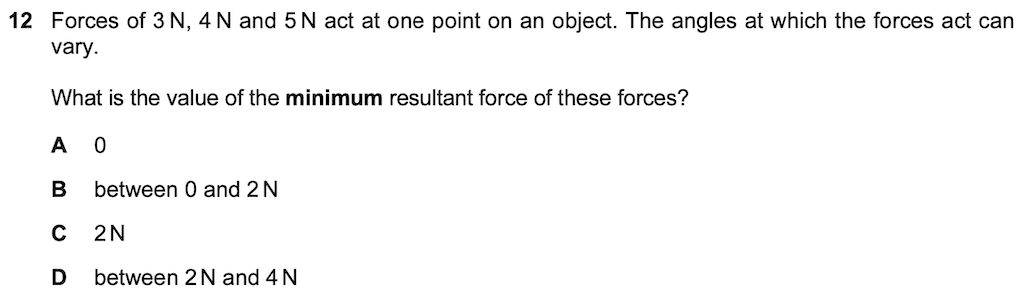 12 Forces of 3 N, 4 N and 5 N act at one point on an object. The angles at which the forces act can
vary.
What is the value of the minimum resultant force of these forces?
A 0
B between 0 and 2 N
C 2 N
D between 2 N and 4 N